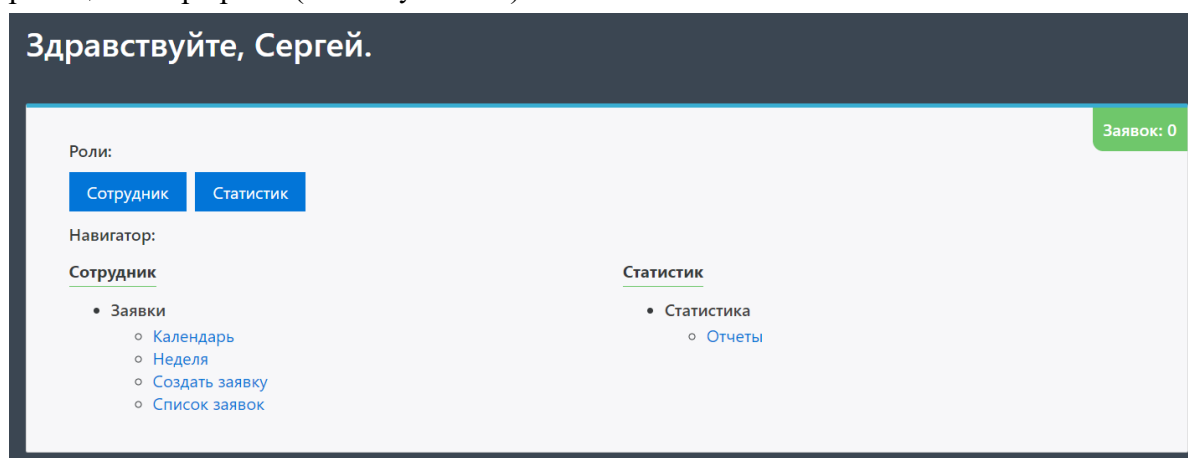 Здравствуйте, Сергей.
Заявок: 0
Роли:
Сотрудник Статистик
Навигатор:
Сотрудник
Заявки
Календарь
Неделя
Создать заявку
Список заявок
Статистик
Статистика
Отчеты